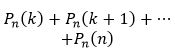 Pₙ(k) + Pₙ(k + 1) + ⋯
+Pₙ(n)